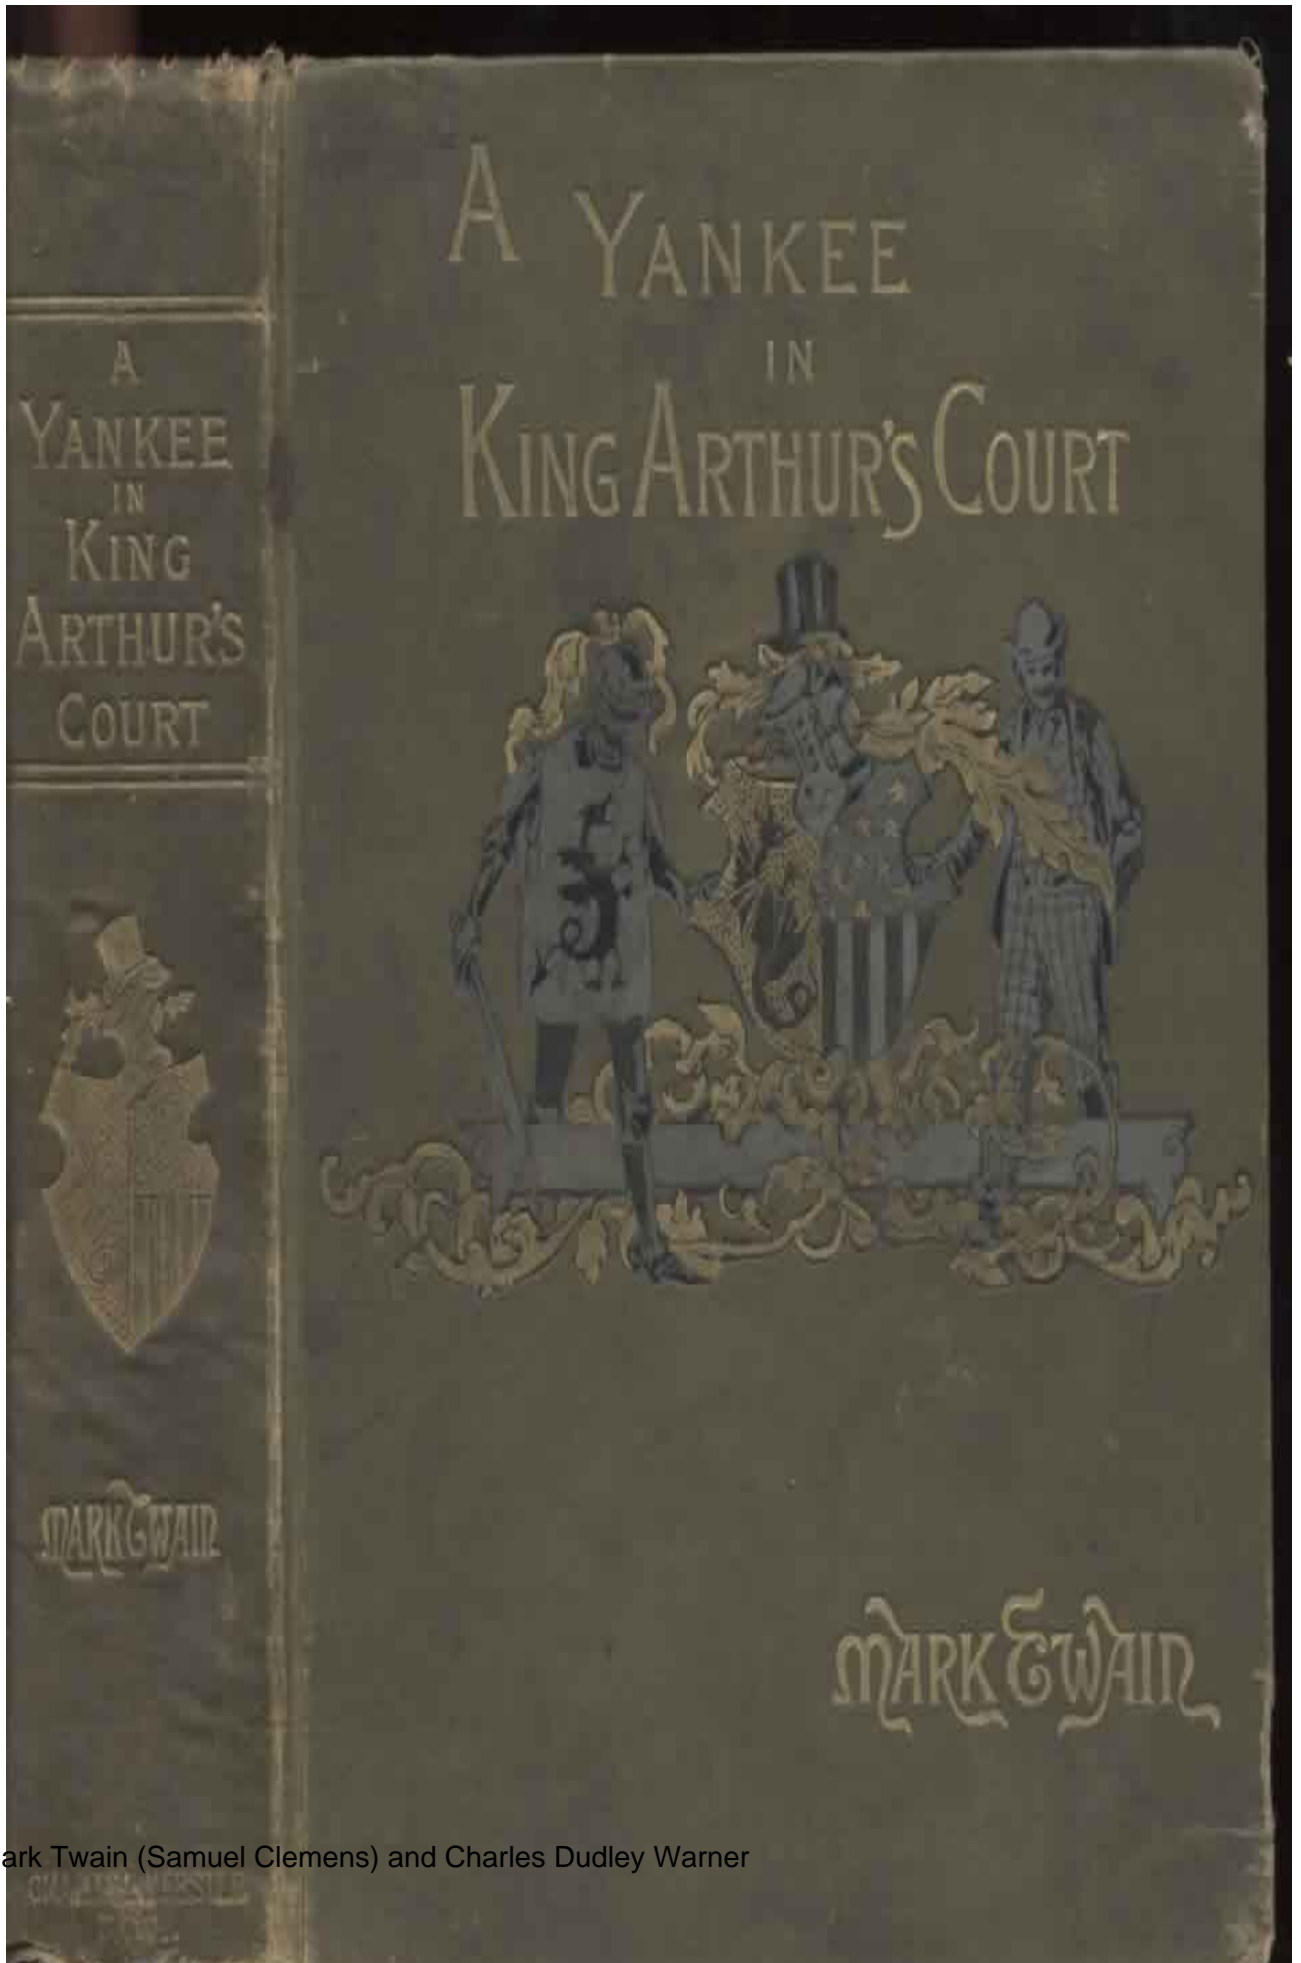 A
YANKEE
IN
KING
ARTHUR'S
COURT
MARK TWAIN
A YANKEE
IN
KING ARTHUR'S COURT
MARK TWAIN
ark Twain (Samuel Clemens) and Charles Dudley Warner